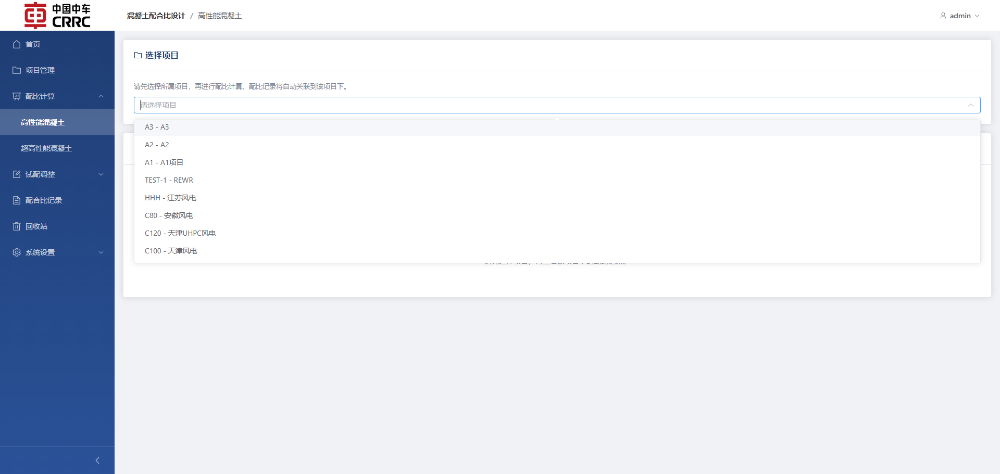 中国中车
CRRC
混凝土配合比设计 / 高性能混凝土
admin
首页
项目管理
配比计算
高性能混凝土
超高性能混凝土
试配调整
配合比记录
回收站
系统设置
选择项目
请先选择所属项目，再进行配比计算。配比记录将自动关联到该项目下。
请选择项目
A3 - A3
A2 - A2
A1 - A1项目
TEST-1 - REWR
HHH - 江苏风电
C80 - 安徽风电
C120 - 天津UHPC风电
C100 - 天津风电